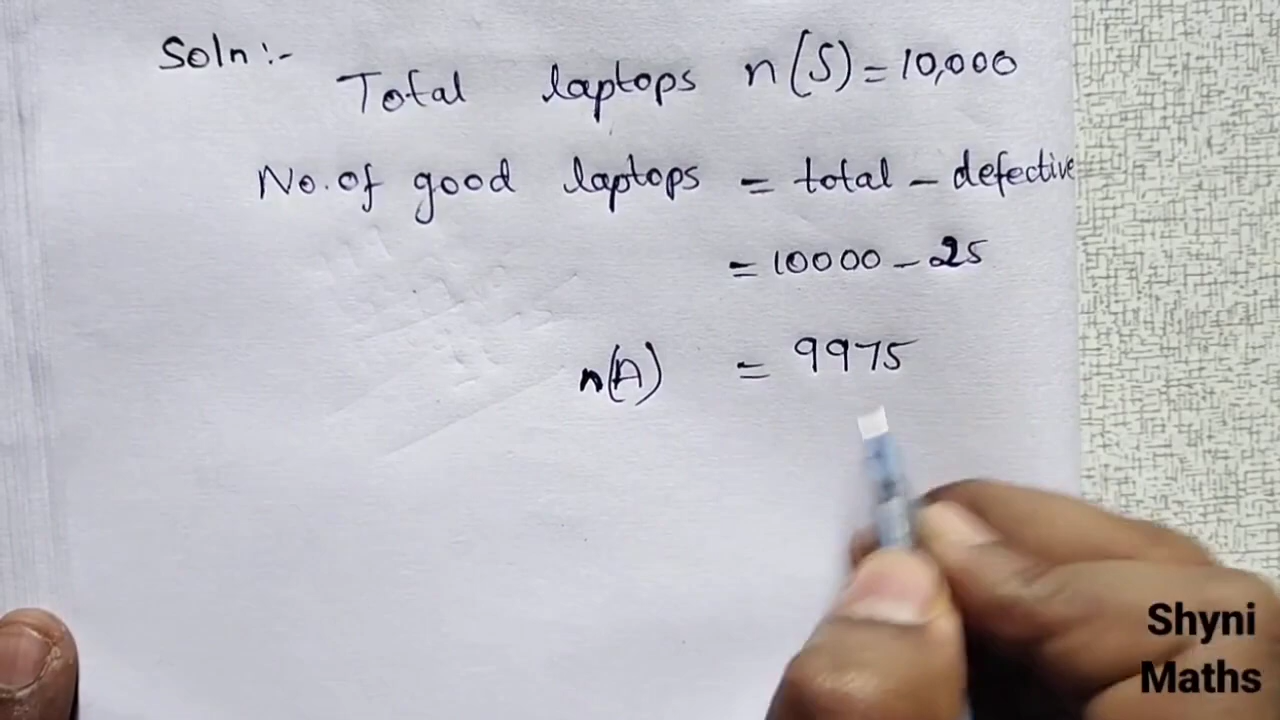 Soln :-
Total laptops n(S) = 10,000
No. of good laptops = total - defective
= 10000 - 25
n(A) = 9975
Shyni
Maths